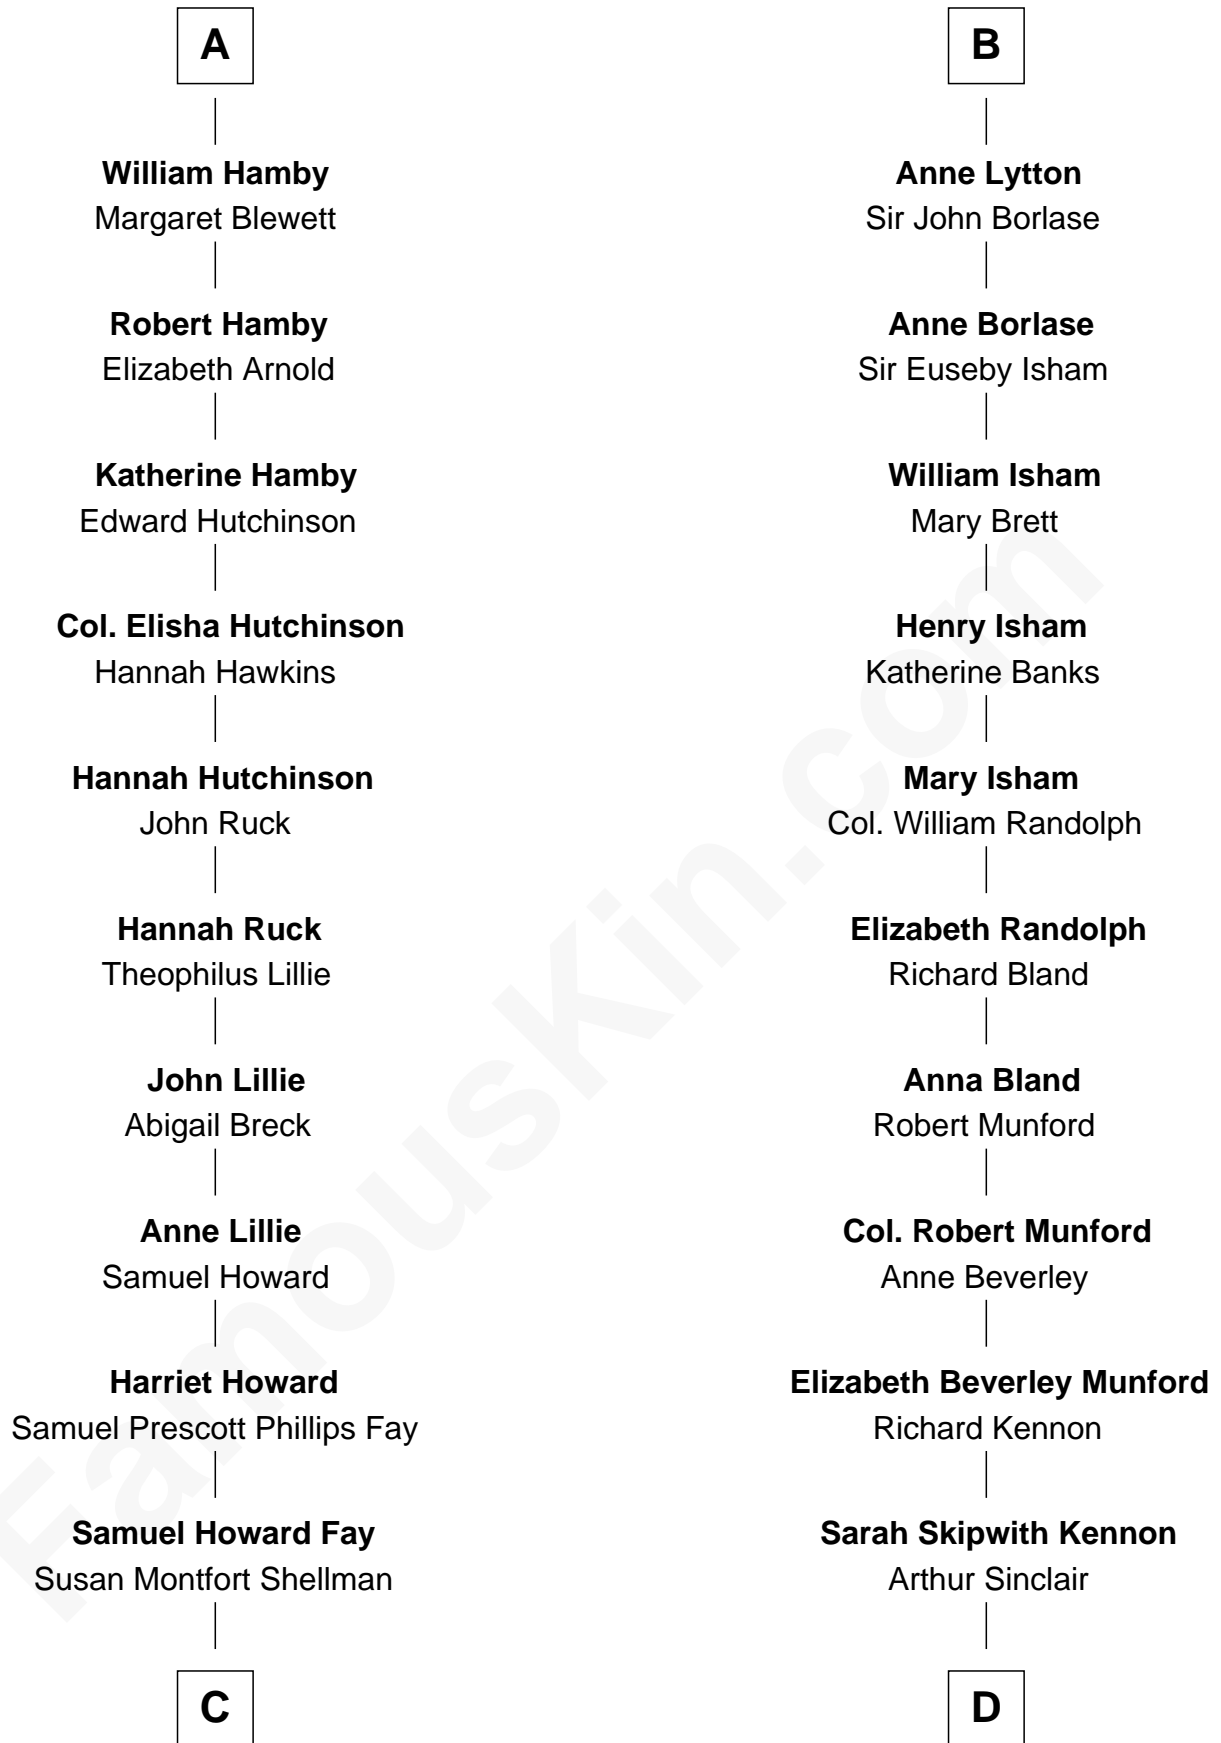 A
William Hamby
Margaret Blewett
Robert Hamby
Elizabeth Arnold
Katherine Hamby
Edward Hutchinson
Col. Elisha Hutchinson
Hannah Hawkins
Hannah Hutchinson
John Ruck
Hannah Ruck
Theophilus Lillie
John Lillie
Abigail Breck
Anne Lillie
Samuel Howard
Harriet Howard
Samuel Prescott Phillips Fay
Samuel Howard Fay
Susan Montfort Shellman
C
B
Anne Lytton
Sir John Borlase
Anne Borlase
Sir Euseby Isham
William Isham
Mary Brett
Henry Isham
Katherine Banks
Mary Isham
Col. William Randolph
Elizabeth Randolph
Richard Bland
Anna Bland
Robert Munford
Col. Robert Munford
Anne Beverley
Elizabeth Beverley Munford
Richard Kennon
Sarah Skipwith Kennon
Arthur Sinclair
D
FamousKin.com